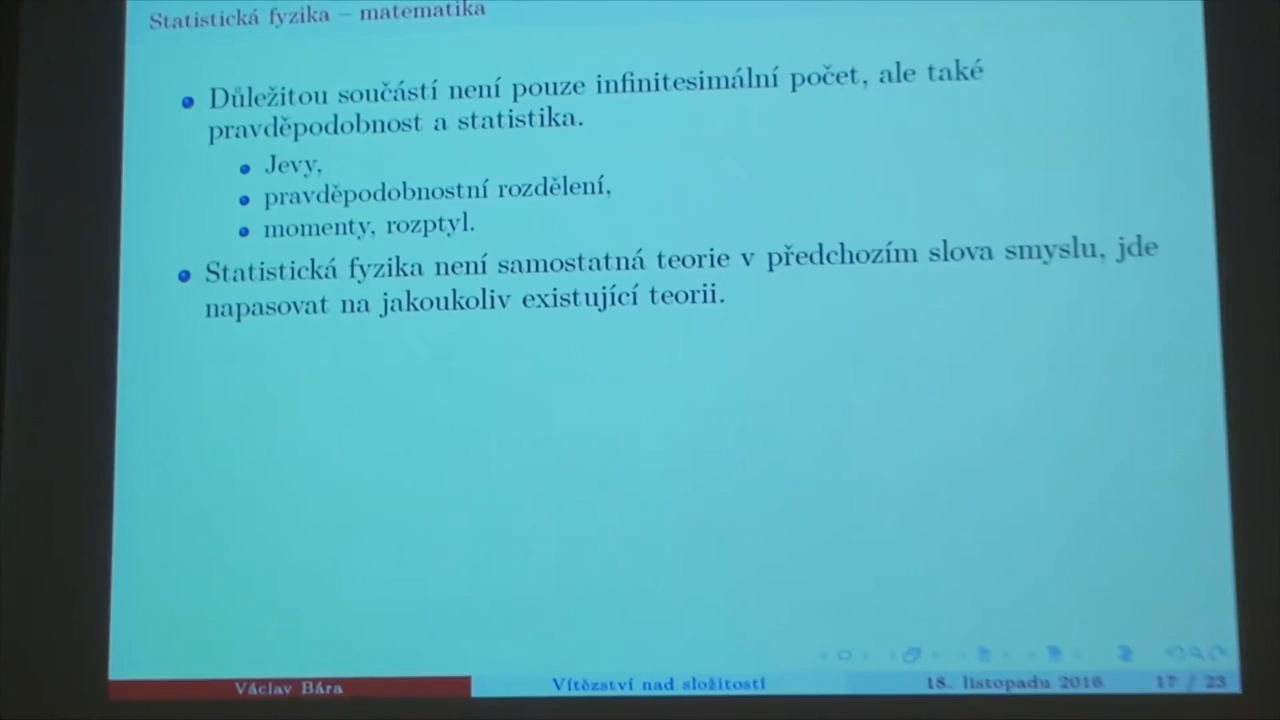 Statistická fyzika – matematika
Důležitou součástí není pouze infinitesimální počet, ale také
pravděpodobnost a statistika.
Jevy,
pravděpodobnostní rozdělení,
momenty, rozptyl.
Statistická fyzika není samostatná teorie v předchozím slova smyslu, jde
napasovat na jakoukoliv existující teorii.
Václav Bára
Vítězství nad složitostí
18. listopadu 2016
17 / 23